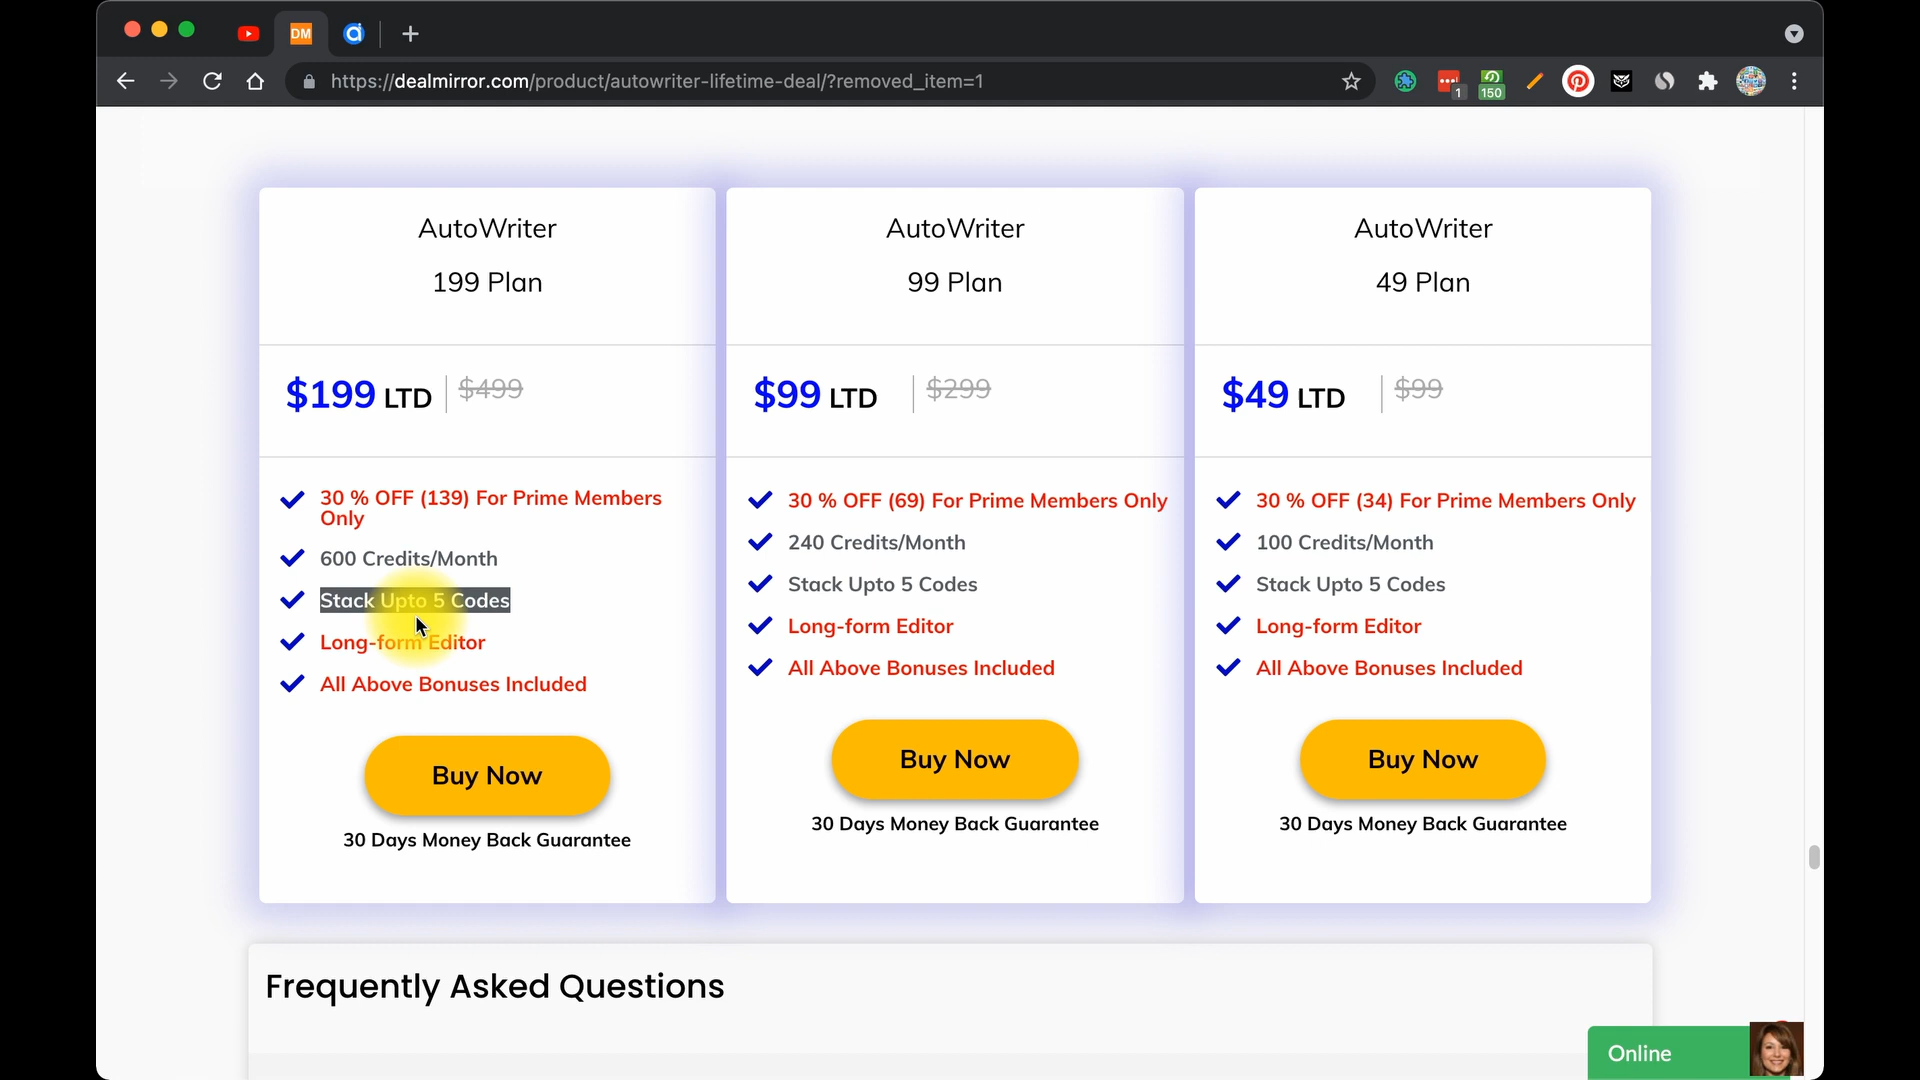 DM
https://dealmirror.com/product/autowriter-lifetime-deal/?removed_item=1
1
150
AutoWriter
199 Plan
$199 LTD
$499
30 % OFF (139) For Prime Members
Only
600 Credits/Month
Stack Upto 5 Codes
Long-form Editor
All Above Bonuses Included
Buy Now
30 Days Money Back Guarantee
AutoWriter
99 Plan
$99 LTD
$299
30 % OFF (69) For Prime Members Only
240 Credits/Month
Stack Upto 5 Codes
Long-form Editor
All Above Bonuses Included
Buy Now
30 Days Money Back Guarantee
AutoWriter
49 Plan
$49 LTD
$99
30 % OFF (34) For Prime Members Only
100 Credits/Month
Stack Upto 5 Codes
Long-form Editor
All Above Bonuses Included
Buy Now
30 Days Money Back Guarantee
Frequently Asked Questions
Online